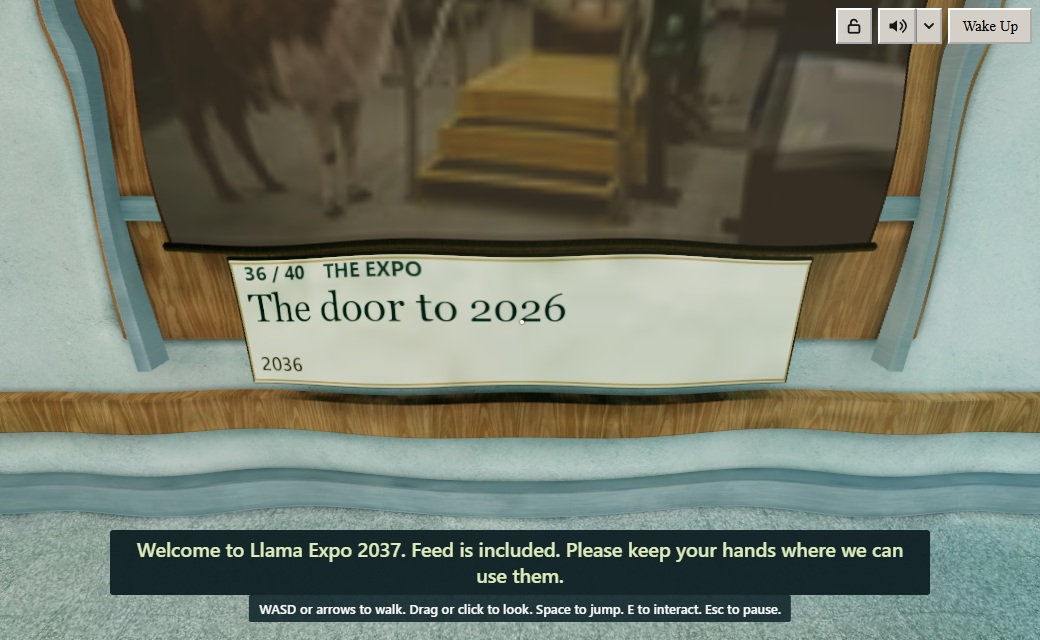 Wake Up
36 / 40 THE EXPO
The door to 2026
2036
Welcome to Llama Expo 2037. Feed is included. Please keep your hands where we can
use them.
WASD or arrows to walk. Drag or click to look. Space to jump. E to interact. Esc to pause.